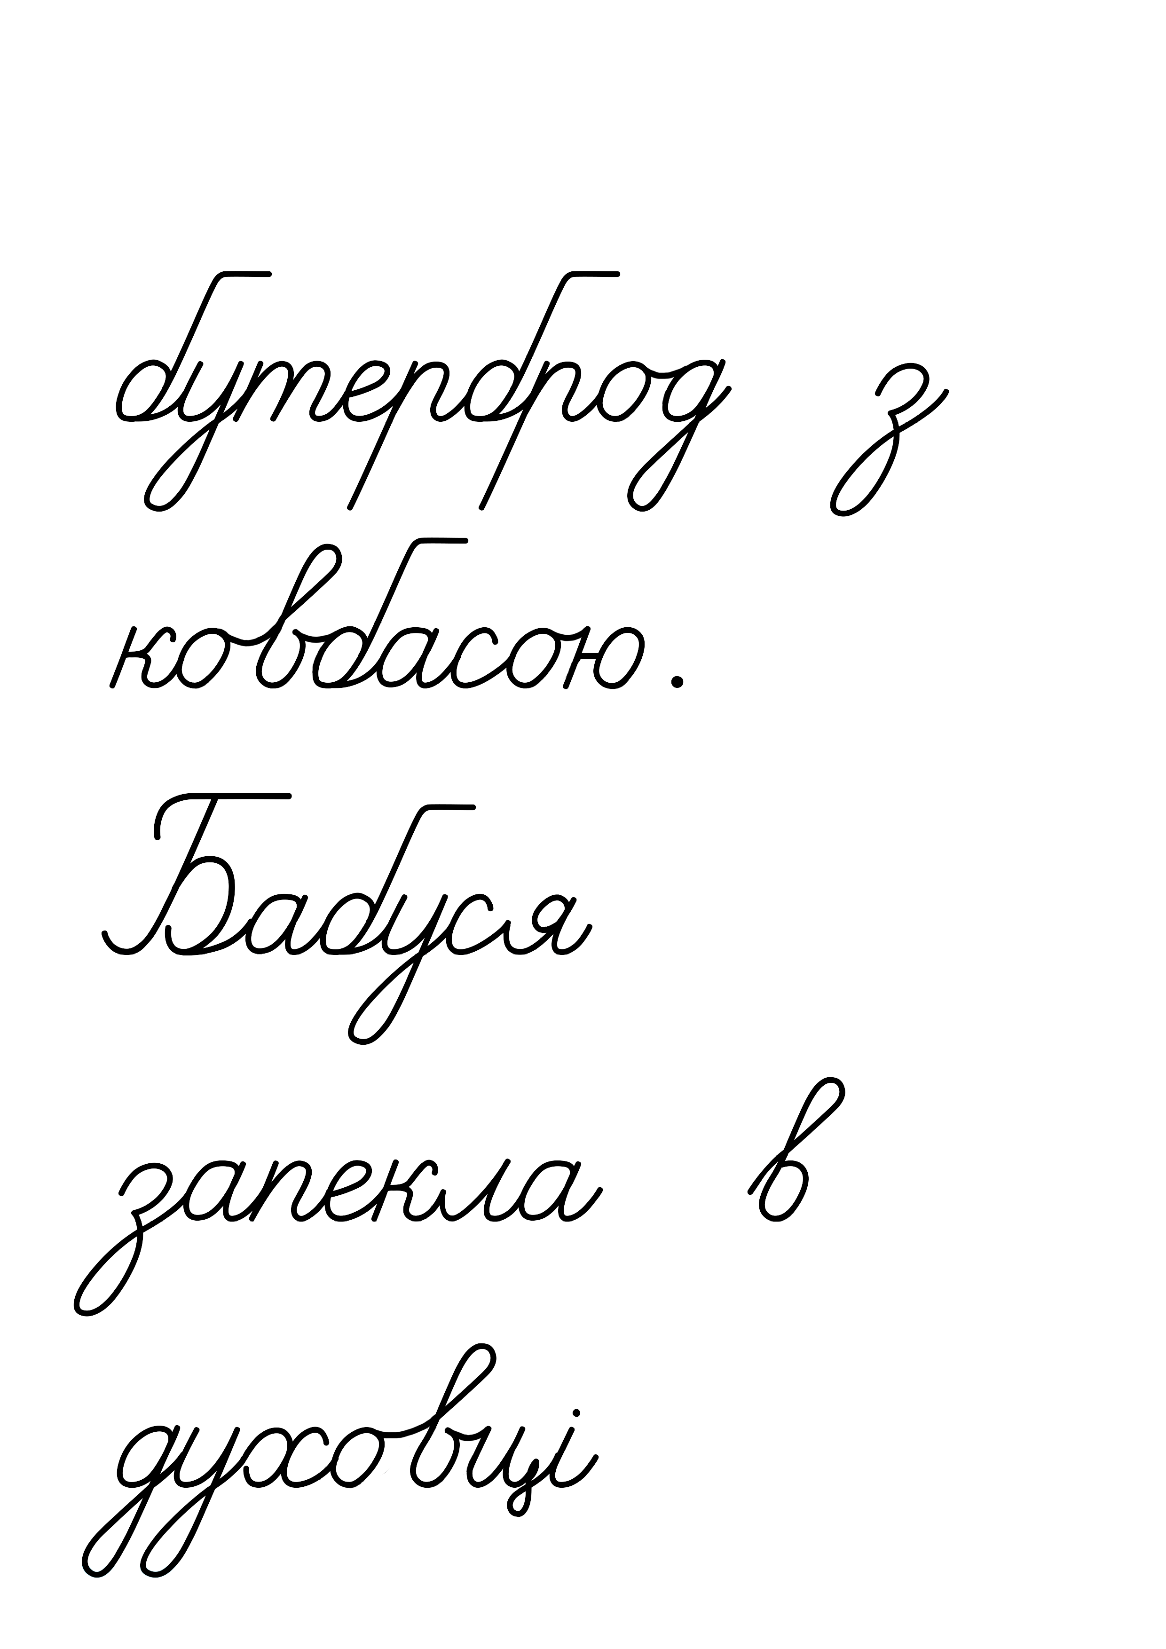 бутерброд з
ковбасою.
Бабуся
запекла в
духовці